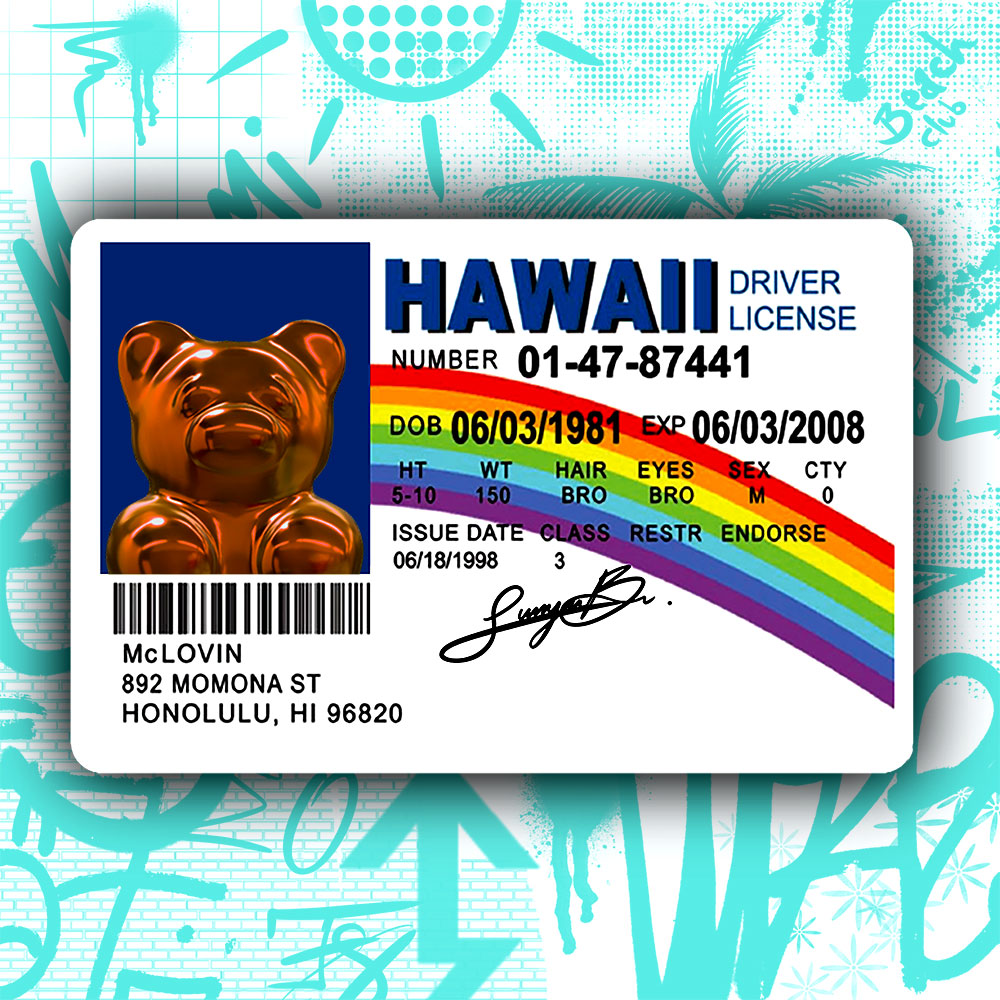 Beach
club
HAWAII DRIVER
LICENSE
NUMBER 01-47-87441
DOB 06/03/1981 EXP 06/03/2008
HT WT HAIR EYES SEX CTY
5-10 150 BRO BRO M 0
ISSUE DATE CLASS RESTR ENDORSE
06/18/1998 3
McLOVIN
892 MOMONA ST
HONOLULU, HI 96820